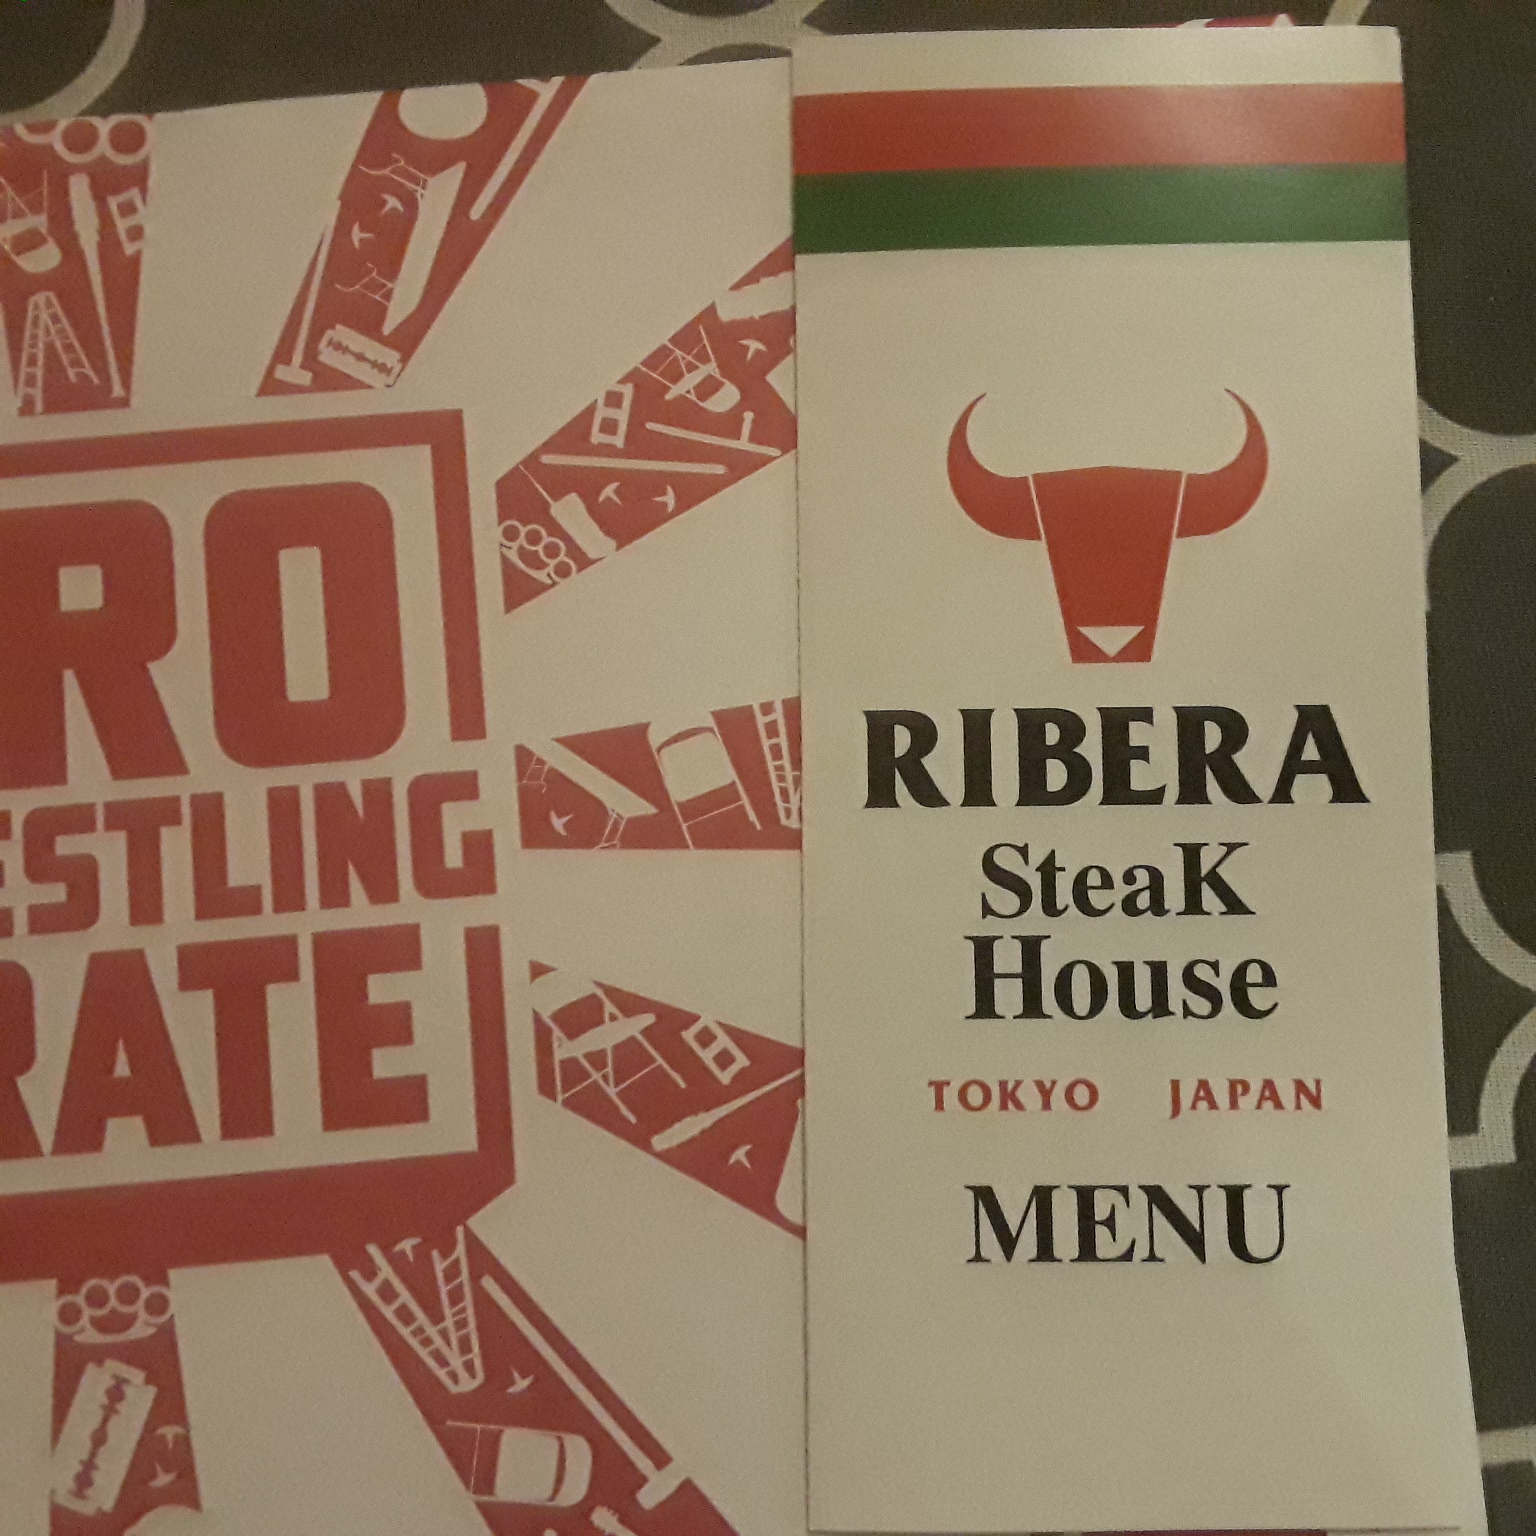 RO
ESTLING
RATE
RIBERA
SteaK
House
TOKYO JAPAN
MENU